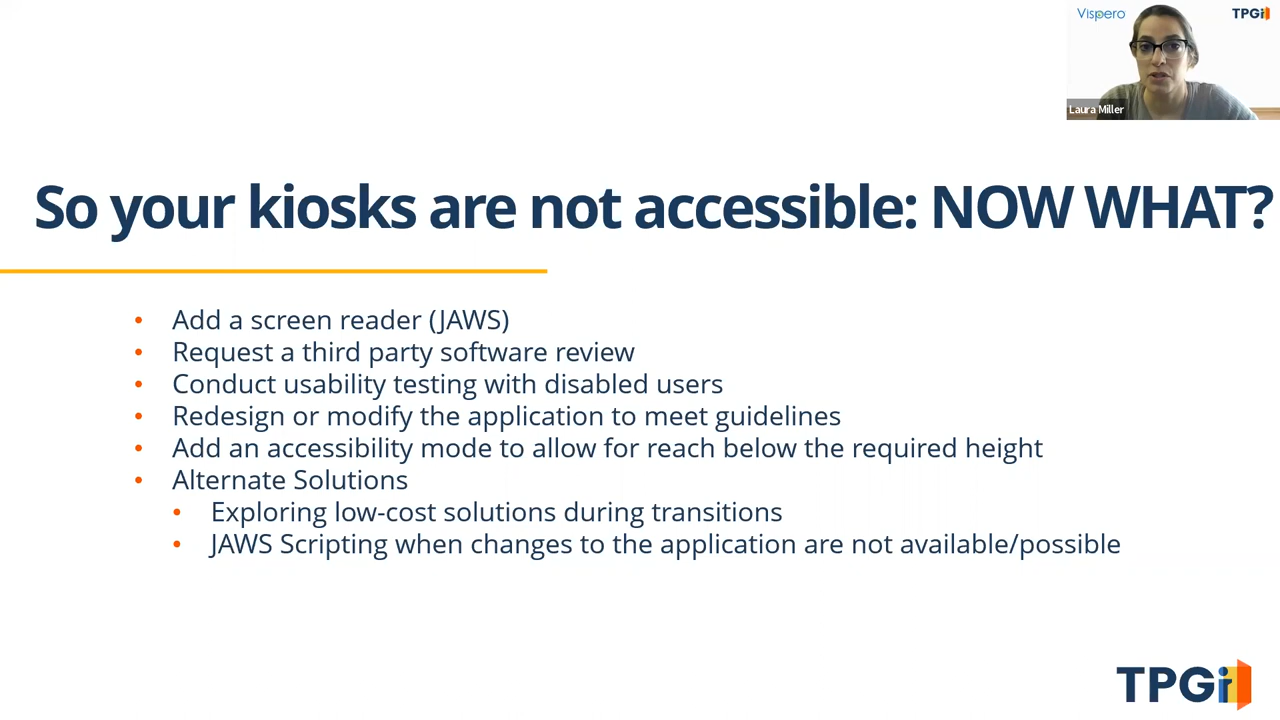 Vispero
TPGi
Laura Miller
So your kiosks are not accessible: NOW WHAT?
• Add a screen reader (JAWS)
• Request a third party software review
• Conduct usability testing with disabled users
• Redesign or modify the application to meet guidelines
• Add an accessibility mode to allow for reach below the required height
• Alternate Solutions
• Exploring low-cost solutions during transitions
• JAWS Scripting when changes to the application are not available/possible
TPGi